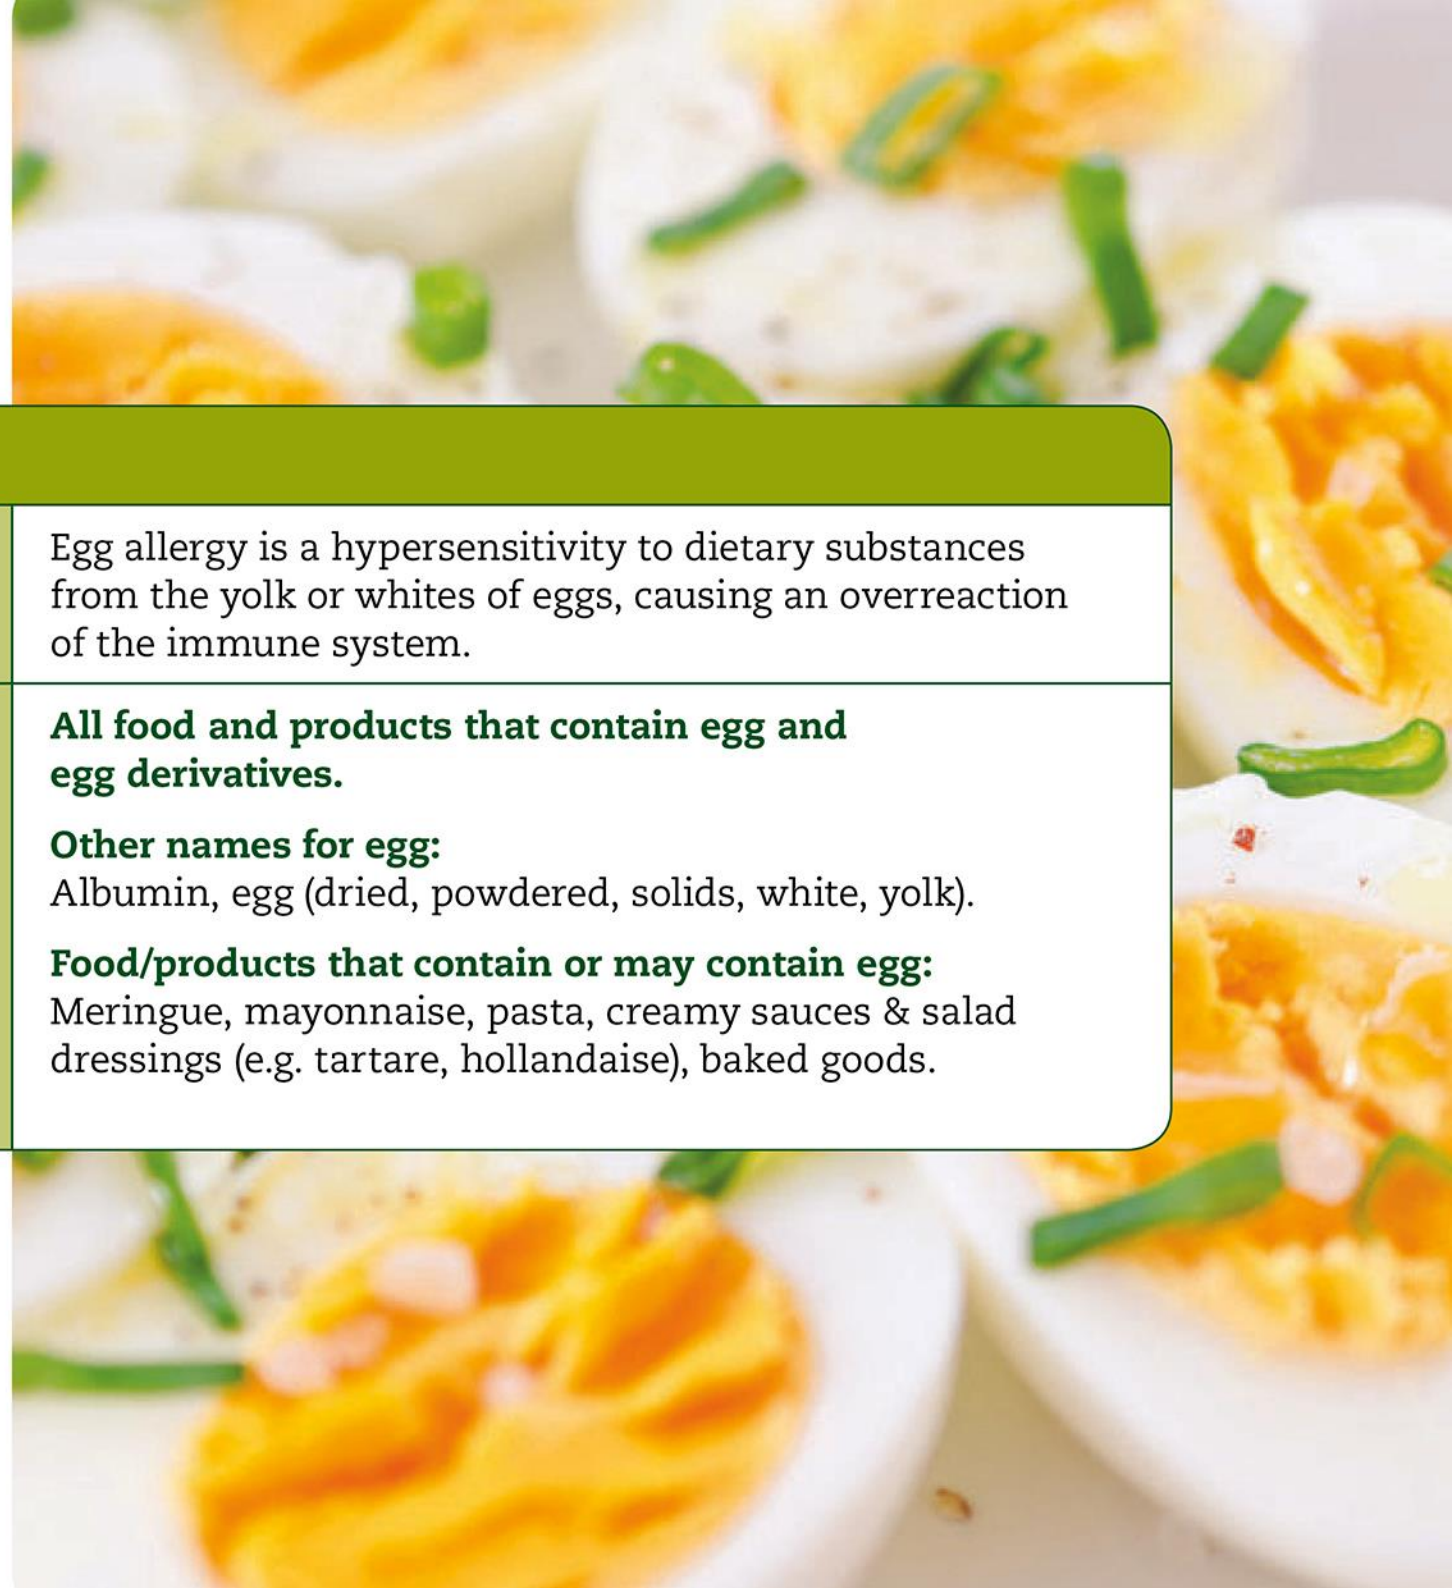 Egg allergy is a hypersensitivity to dietary substances
from the yolk or whites of eggs, causing an overreaction
of the immune system.
All food and products that contain egg and
egg derivatives.
Other names for egg:
Albumin, egg (dried, powdered, solids, white, yolk).
Food/products that contain or may contain egg:
Meringue, mayonnaise, pasta, creamy sauces & salad
dressings (e.g. tartare, hollandaise), baked goods.